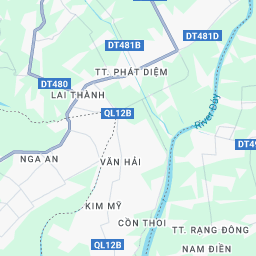 DT481B
DT481D
TT. PHÁT DIỆM
DT480
LAI THÀNH
QL12B
River Đáy
DT49
NGA AN
VĂN HẢI
KIM MỸ
CỒN THOI
TT. RẠNG ĐÔNG
QL12B
NAM ĐIỀN